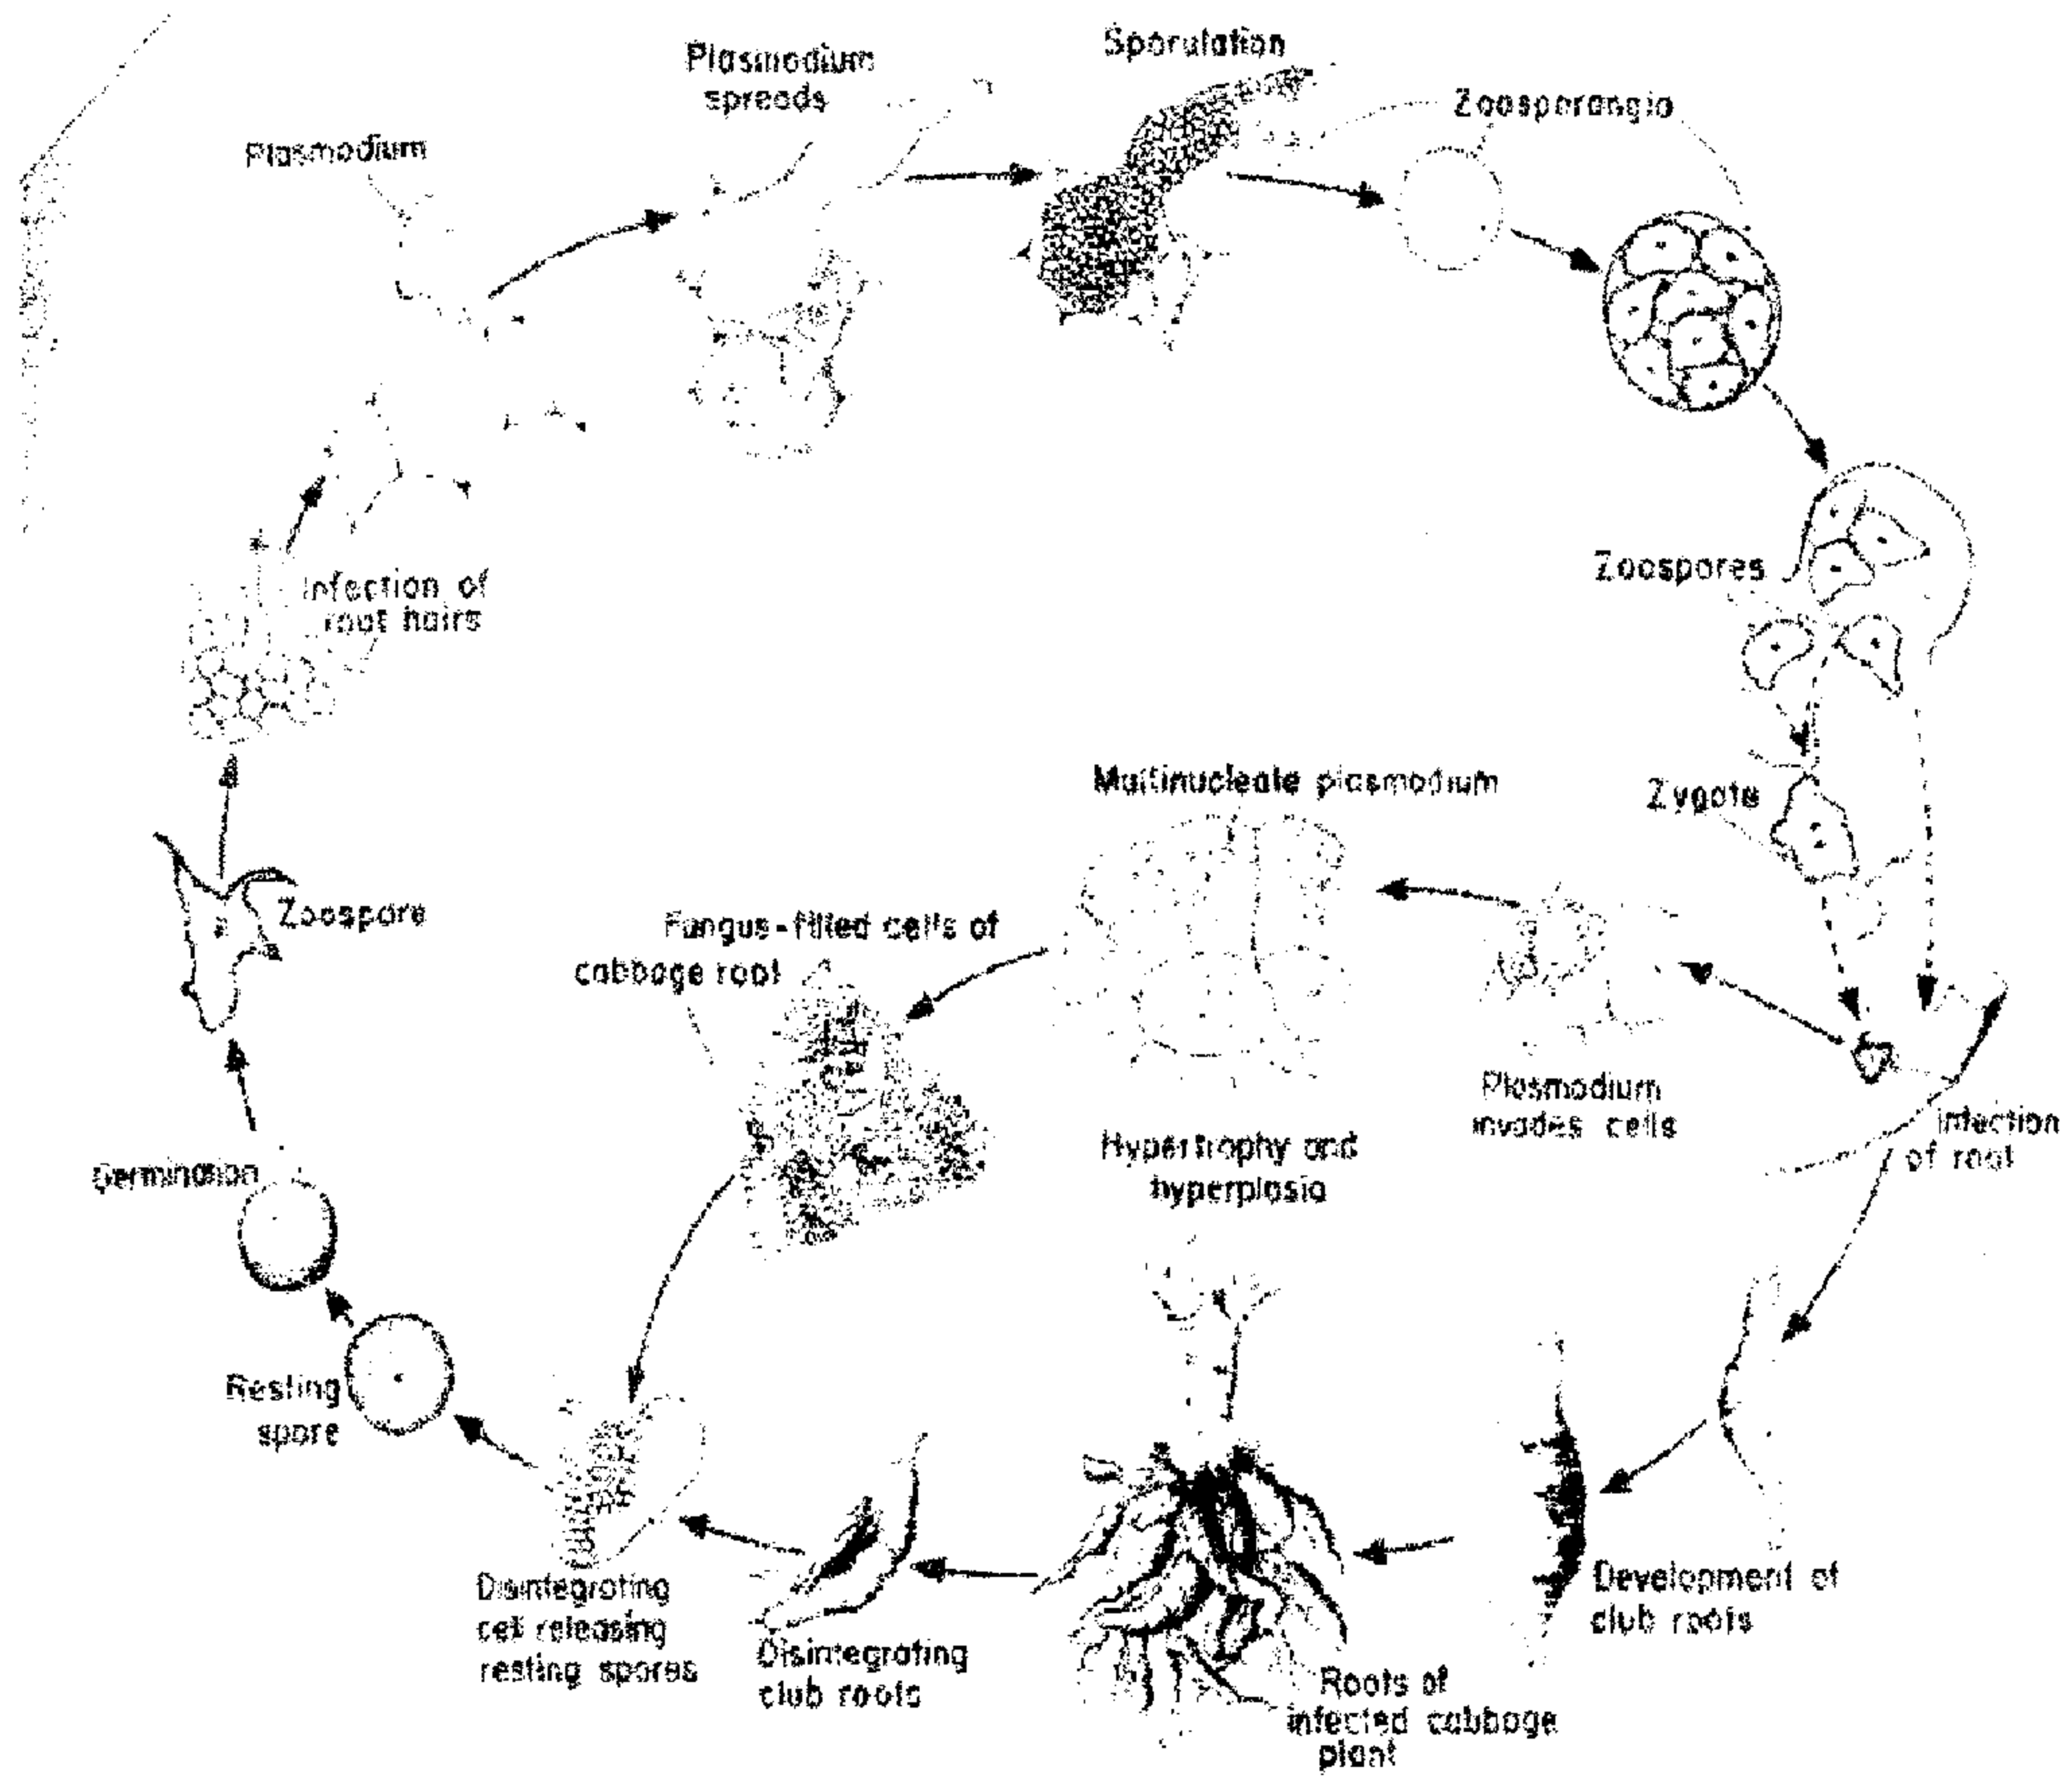 Sporulation
Plasmodium
spreads
Zoosporangia
Plasmodium
Zoospores
Infection of
root hairs
Multinucleate plasmodium
Zygote
Zoospore
Fungus-filled cells of
cabbage root
Plasmodium
invades cells
Infection
of root
Hypertrophy and
hyperplasia
Germination
Resting
spore
Development of
club roots
Disintegrating
cell releasing
resting spores
Disintegrating
club roots
Roots of
infected cabbage
plant